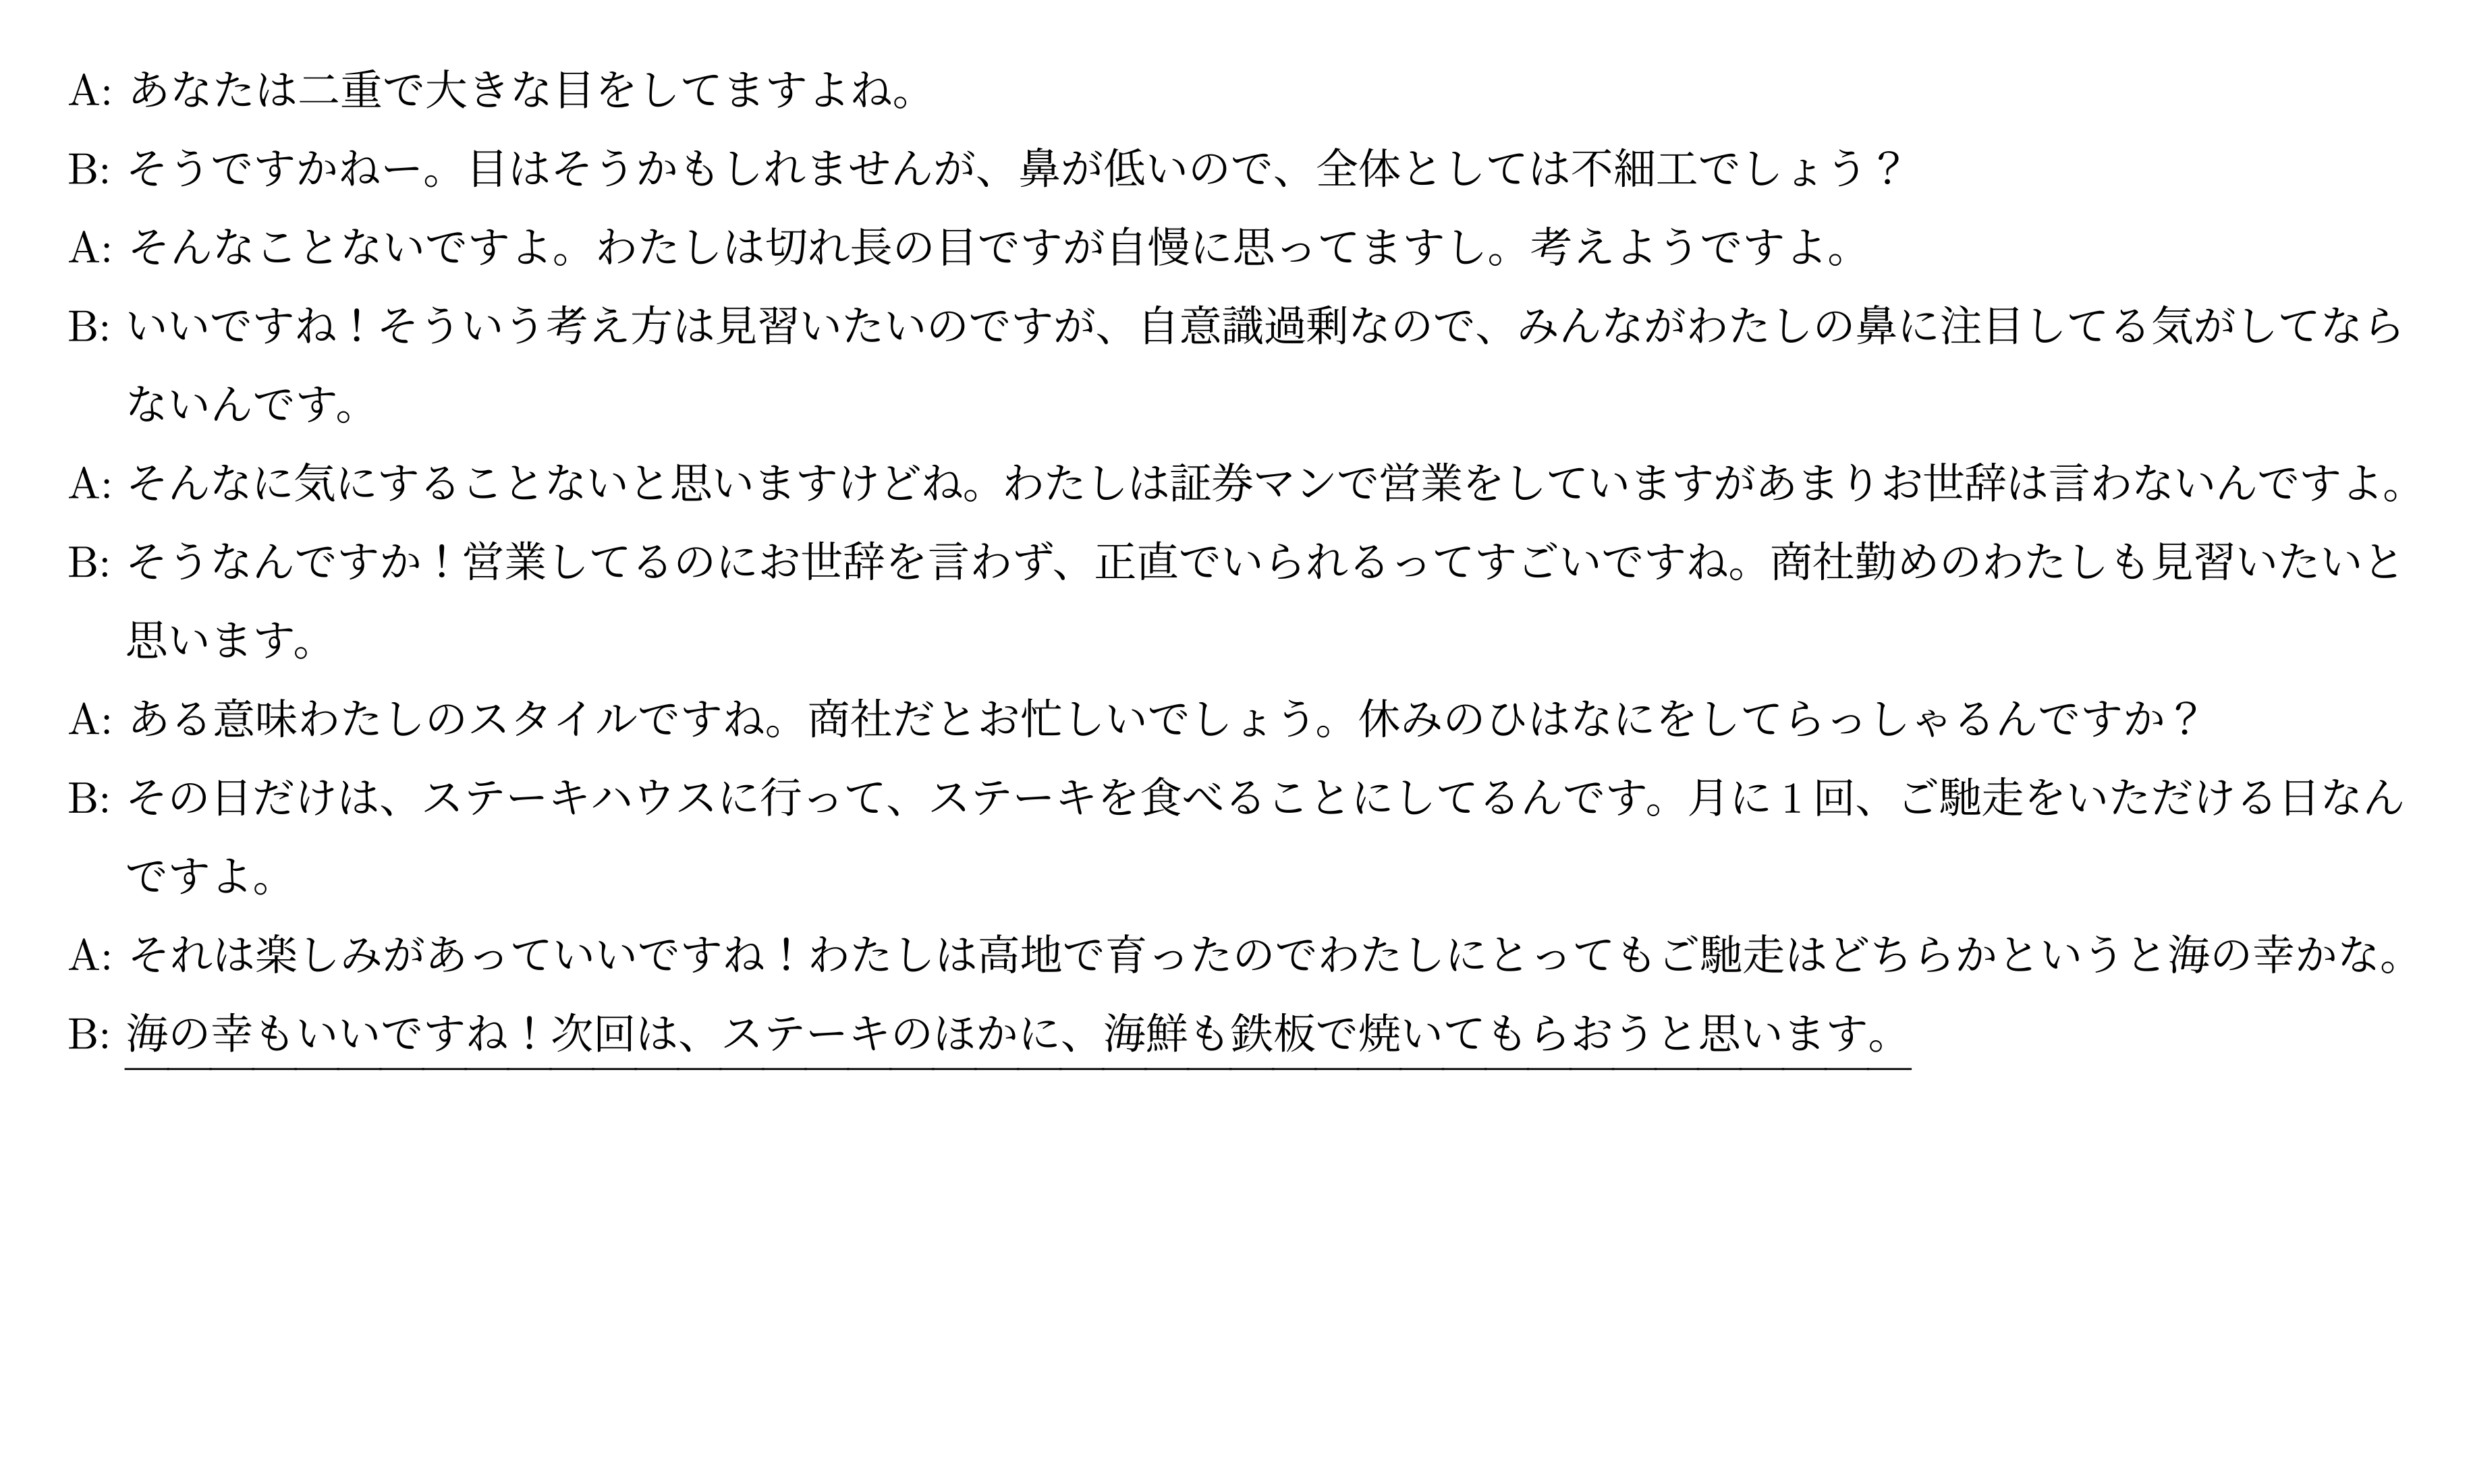 A: あなたは二重で大きな目をしてますよね。
B: そうですかねー。目はそうかもしれませんが、鼻が低いので、全体としては不細工でしょう？
A: そんなことないですよ。わたしは切れ長の目ですが自慢に思ってますし。考えようですよ。
B: いいですね！そういう考え方は見習いたいのですが、自意識過剰なので、みんながわたしの鼻に注目してる気がしてなら
ないんです。
A: そんなに気にすることないと思いますけどね。わたしは証券マンで営業をしていますがあまりお世辞は言わないんですよ。
B: そうなんですか！営業してるのにお世辞を言わず、正直でいられるってすごいですね。商社勤めのわたしも見習いたいと
思います。
A: ある意味わたしのスタイルですね。商社だとお忙しいでしょう。休みのひはなにをしてらっしゃるんですか？
B: その日だけは、ステーキハウスに行って、ステーキを食べることにしてるんです。月に 1 回、ご馳走をいただける日なん
ですよ。
A: それは楽しみがあっていいですね！わたしは高地で育ったのでわたしにとってもご馳走はどちらかというと海の幸かな。
B: 海の幸もいいですね！次回は、ステーキのほかに、海鮮も鉄板で焼いてもらおうと思います。